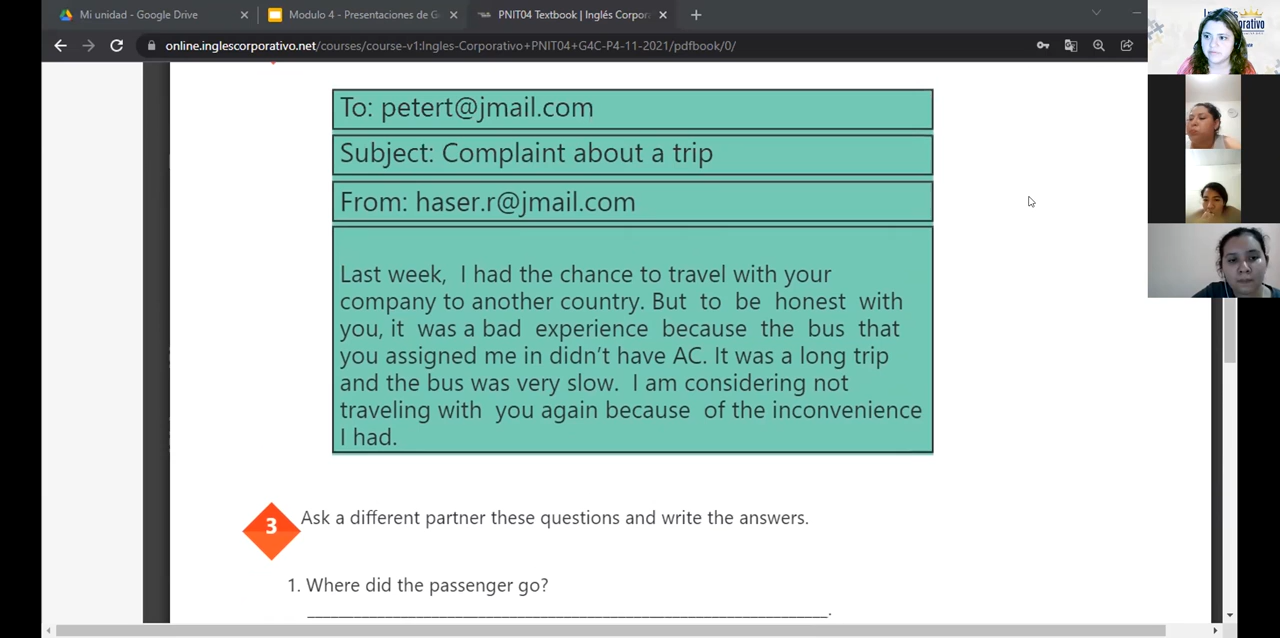 Mi unidad - Google Drive
Modulo 4 - Presentaciones de G
PNIT04 Textbook | Inglés Corpor
online.inglescorporativo.net/courses/course-v1:Ingles-Corporativo+PNIT04+G4C-P4-11-2021/pdfbook/0/
To: petert@jmail.com
Subject: Complaint about a trip
From: haser.r@jmail.com
Last week, I had the chance to travel with your
company to another country. But to be honest with
you, it was a bad experience because the bus that
you assigned me in didn't have AC. It was a long trip
and the bus was very slow. I am considering not
traveling with you again because of the inconvenience
I had.
3
Ask a different partner these questions and write the answers.
1. Where did the passenger go?